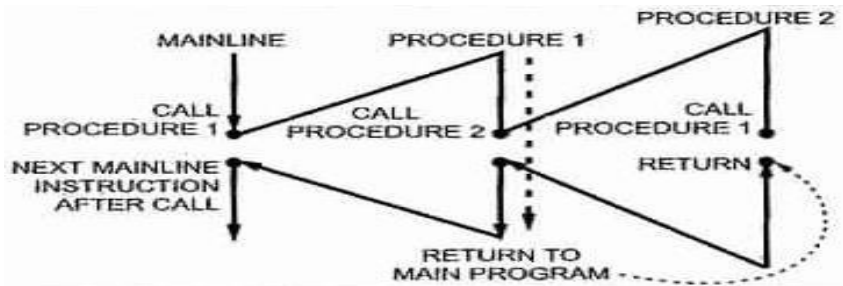 MAINLINE
CALL
PROCEDURE 1
NEXT MAINLINE
INSTRUCTION
AFTER CALL
PROCEDURE 1
CALL
PROCEDURE 2
RETURN TO
MAIN PROGRAM
PROCEDURE 2
CALL
PROCEDURE 1
RETURN